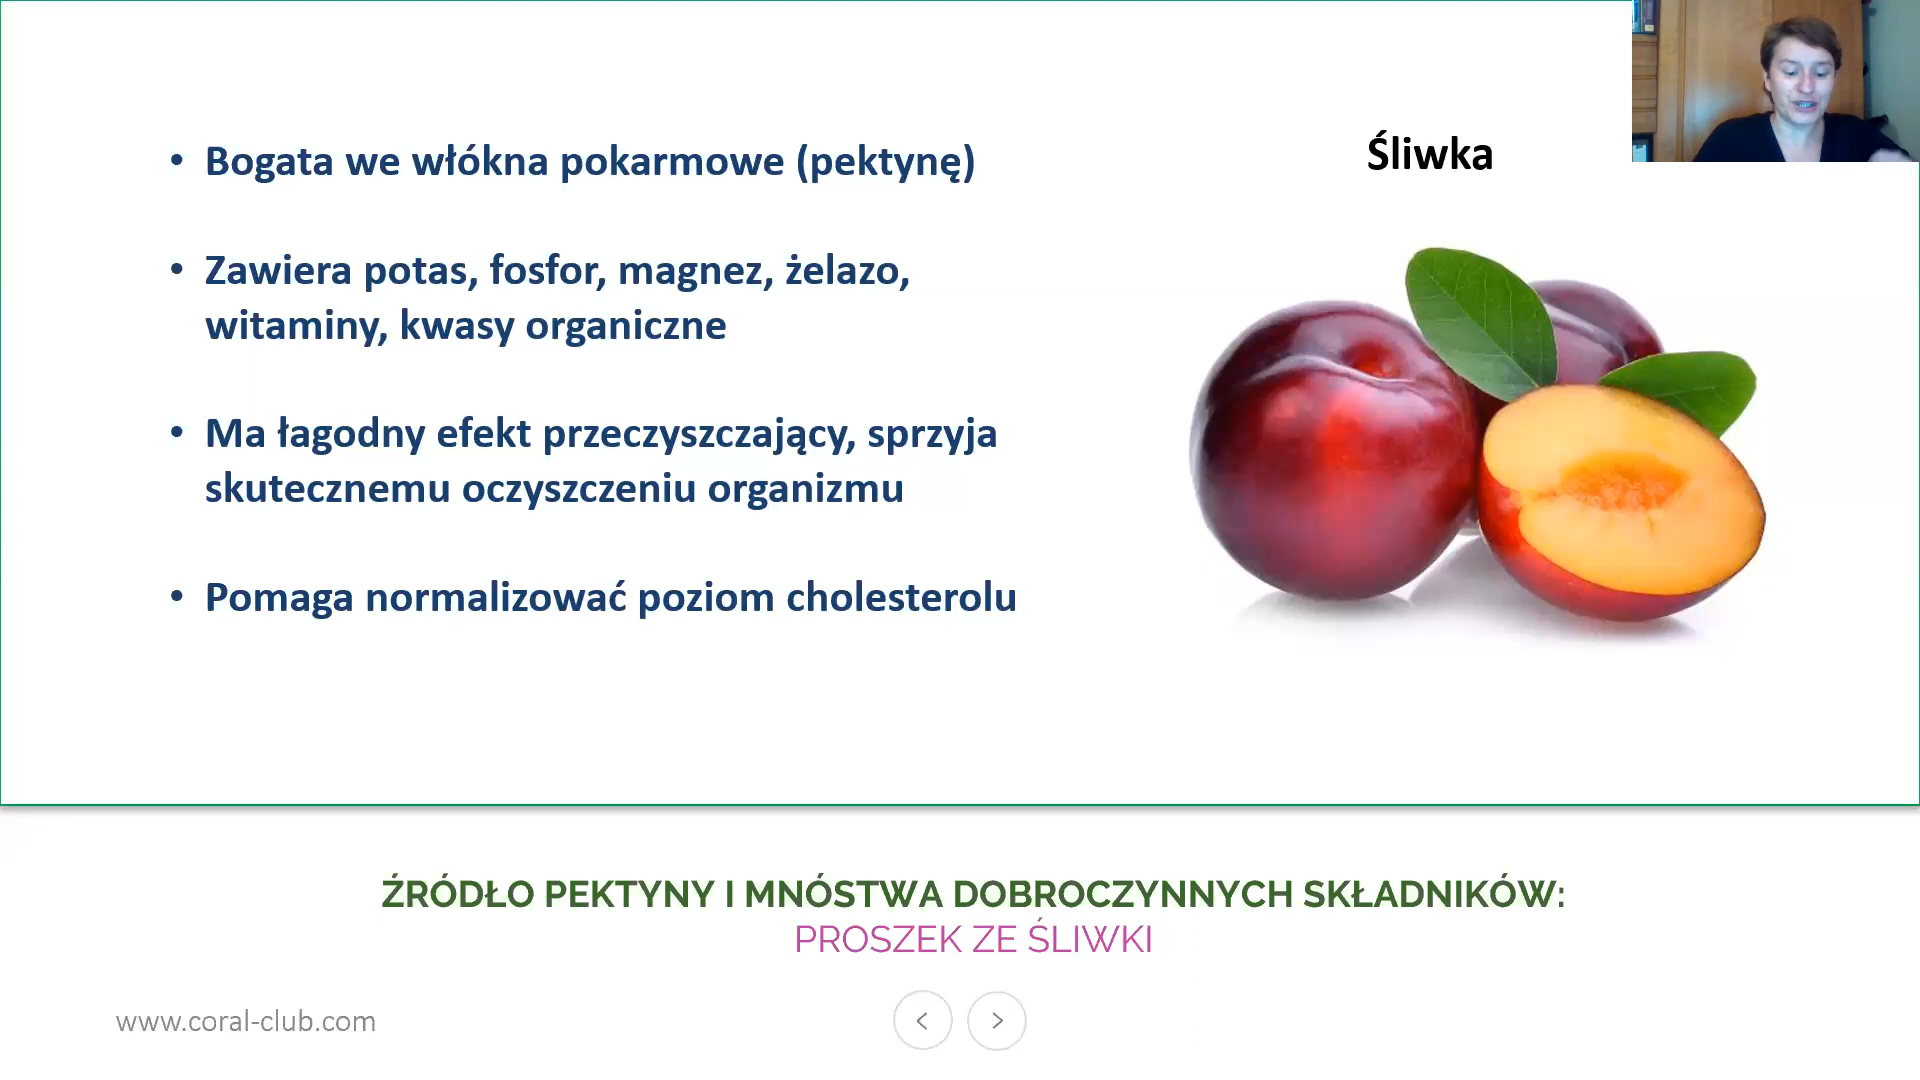 • Bogata we włókna pokarmowe (pektynę)
• Zawiera potas, fosfor, magnez, żelazo,
witaminy, kwasy organiczne
• Ma łagodny efekt przeczyszczający, sprzyja
skutecznemu oczyszczeniu organizmu
• Pomaga normalizować poziom cholesterolu
Śliwka
ŹRÓDŁO PEKTYNY I MNÓSTWA DOBROCZYNNYCH SKŁADNIKÓW:
PROSZEK ZE ŚLIWKI
www.coral-club.com